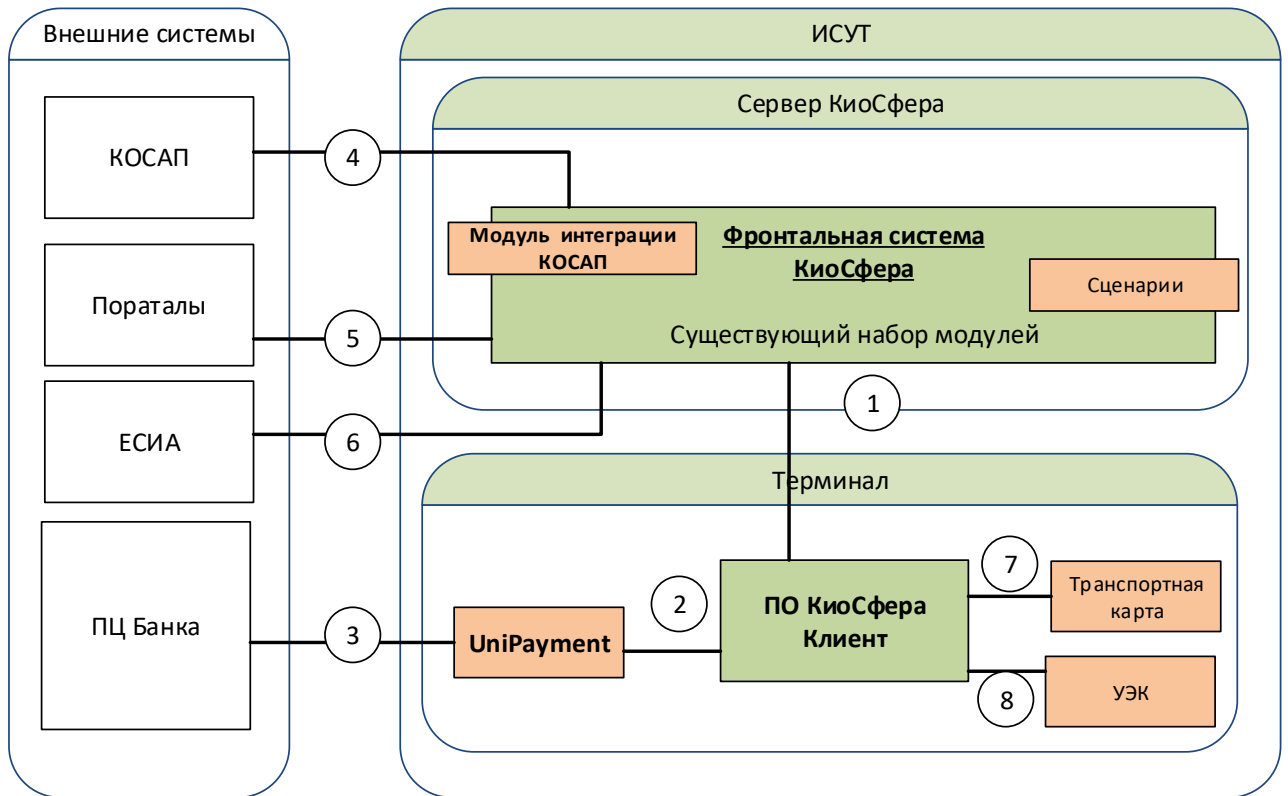 Внешние системы
ИСУТ
Сервер КиоСфера
КОСАП
4
Модуль интеграции
КОСАП
Фронтальная система
КиоСфера
Сценарии
Пораталы
5
Существующий набор модулей
1
ЕСИА
6
Терминал
ПЦ Банка
3
UniPayment
2
ПО КиоСфера
Клиент
7
Транспортная
карта
8
УЭК